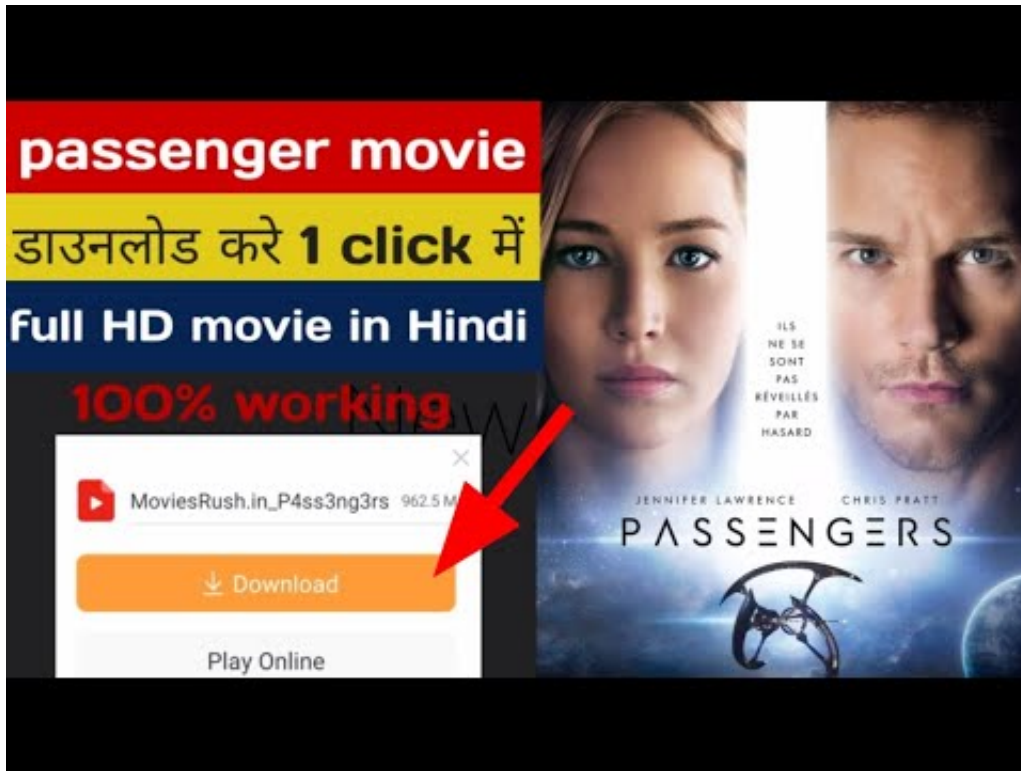 passenger movie
डाउनलोड करे 1 click में
full HD movie in Hindi
100% working
New
MoviesRush.in_P4ss3ng3rs 962.5 M
Download
Play Online
ILS
NE SE
SONT
PAS
RÉVEILLÉS
PAR
HASARD
JENNIFER LAWRENCE CHRIS PRATT
PASSENGERS